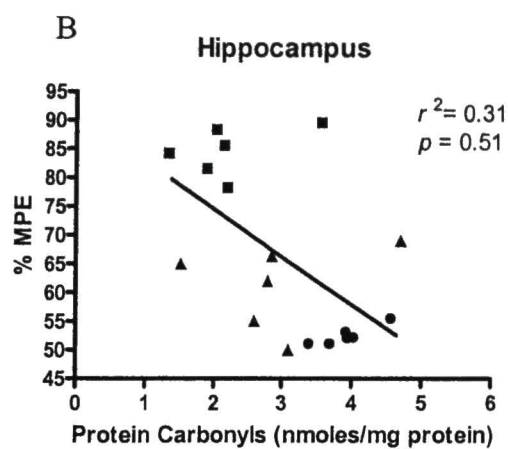 B
Hippocampus
r 2= 0.31
p = 0.51
95
90
85
80
75
70
65
60
55
50
45
% MPE
0 1 2 3 4 5 6
Protein Carbonyls (nmoles/mg protein)